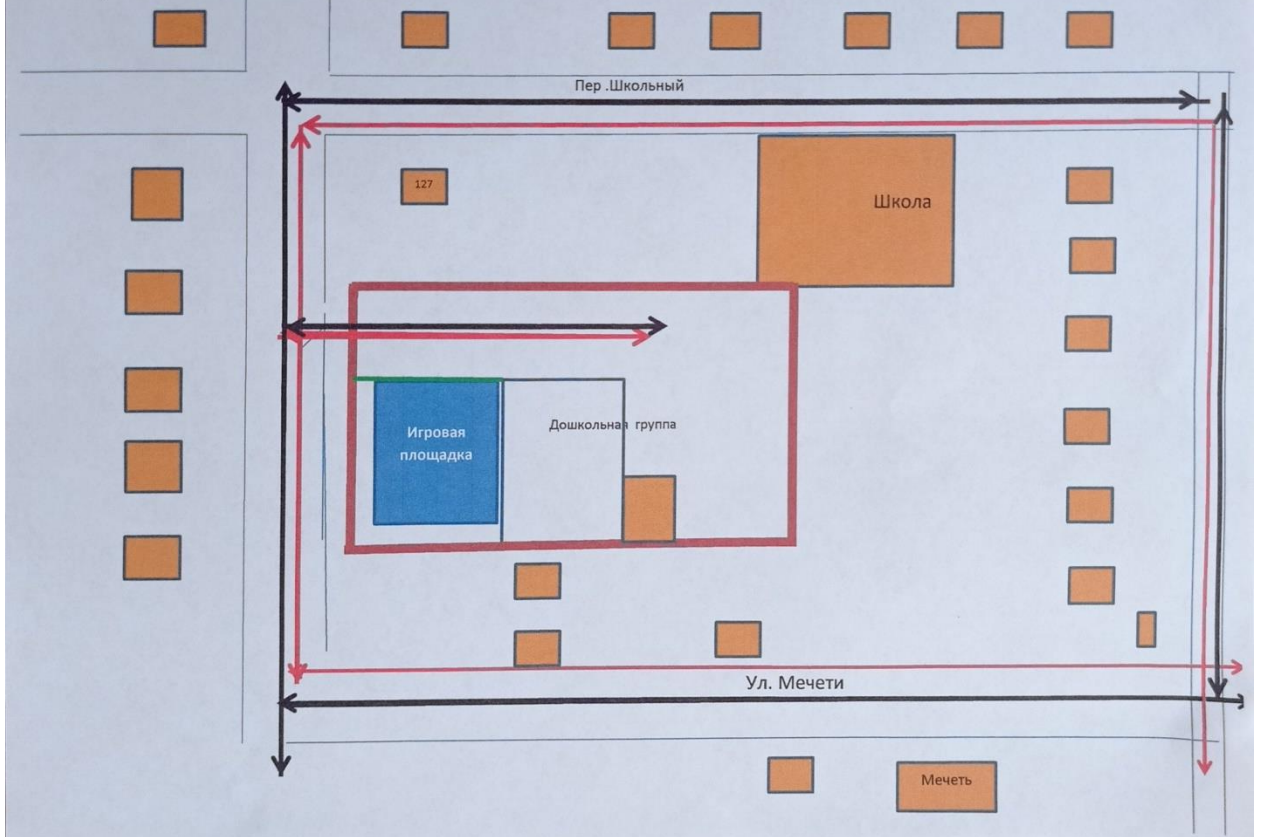 Пер .Школьный
127
Школа
Игровая
площадка
Дошкольная группа
Ул. Мечети
Мечеть